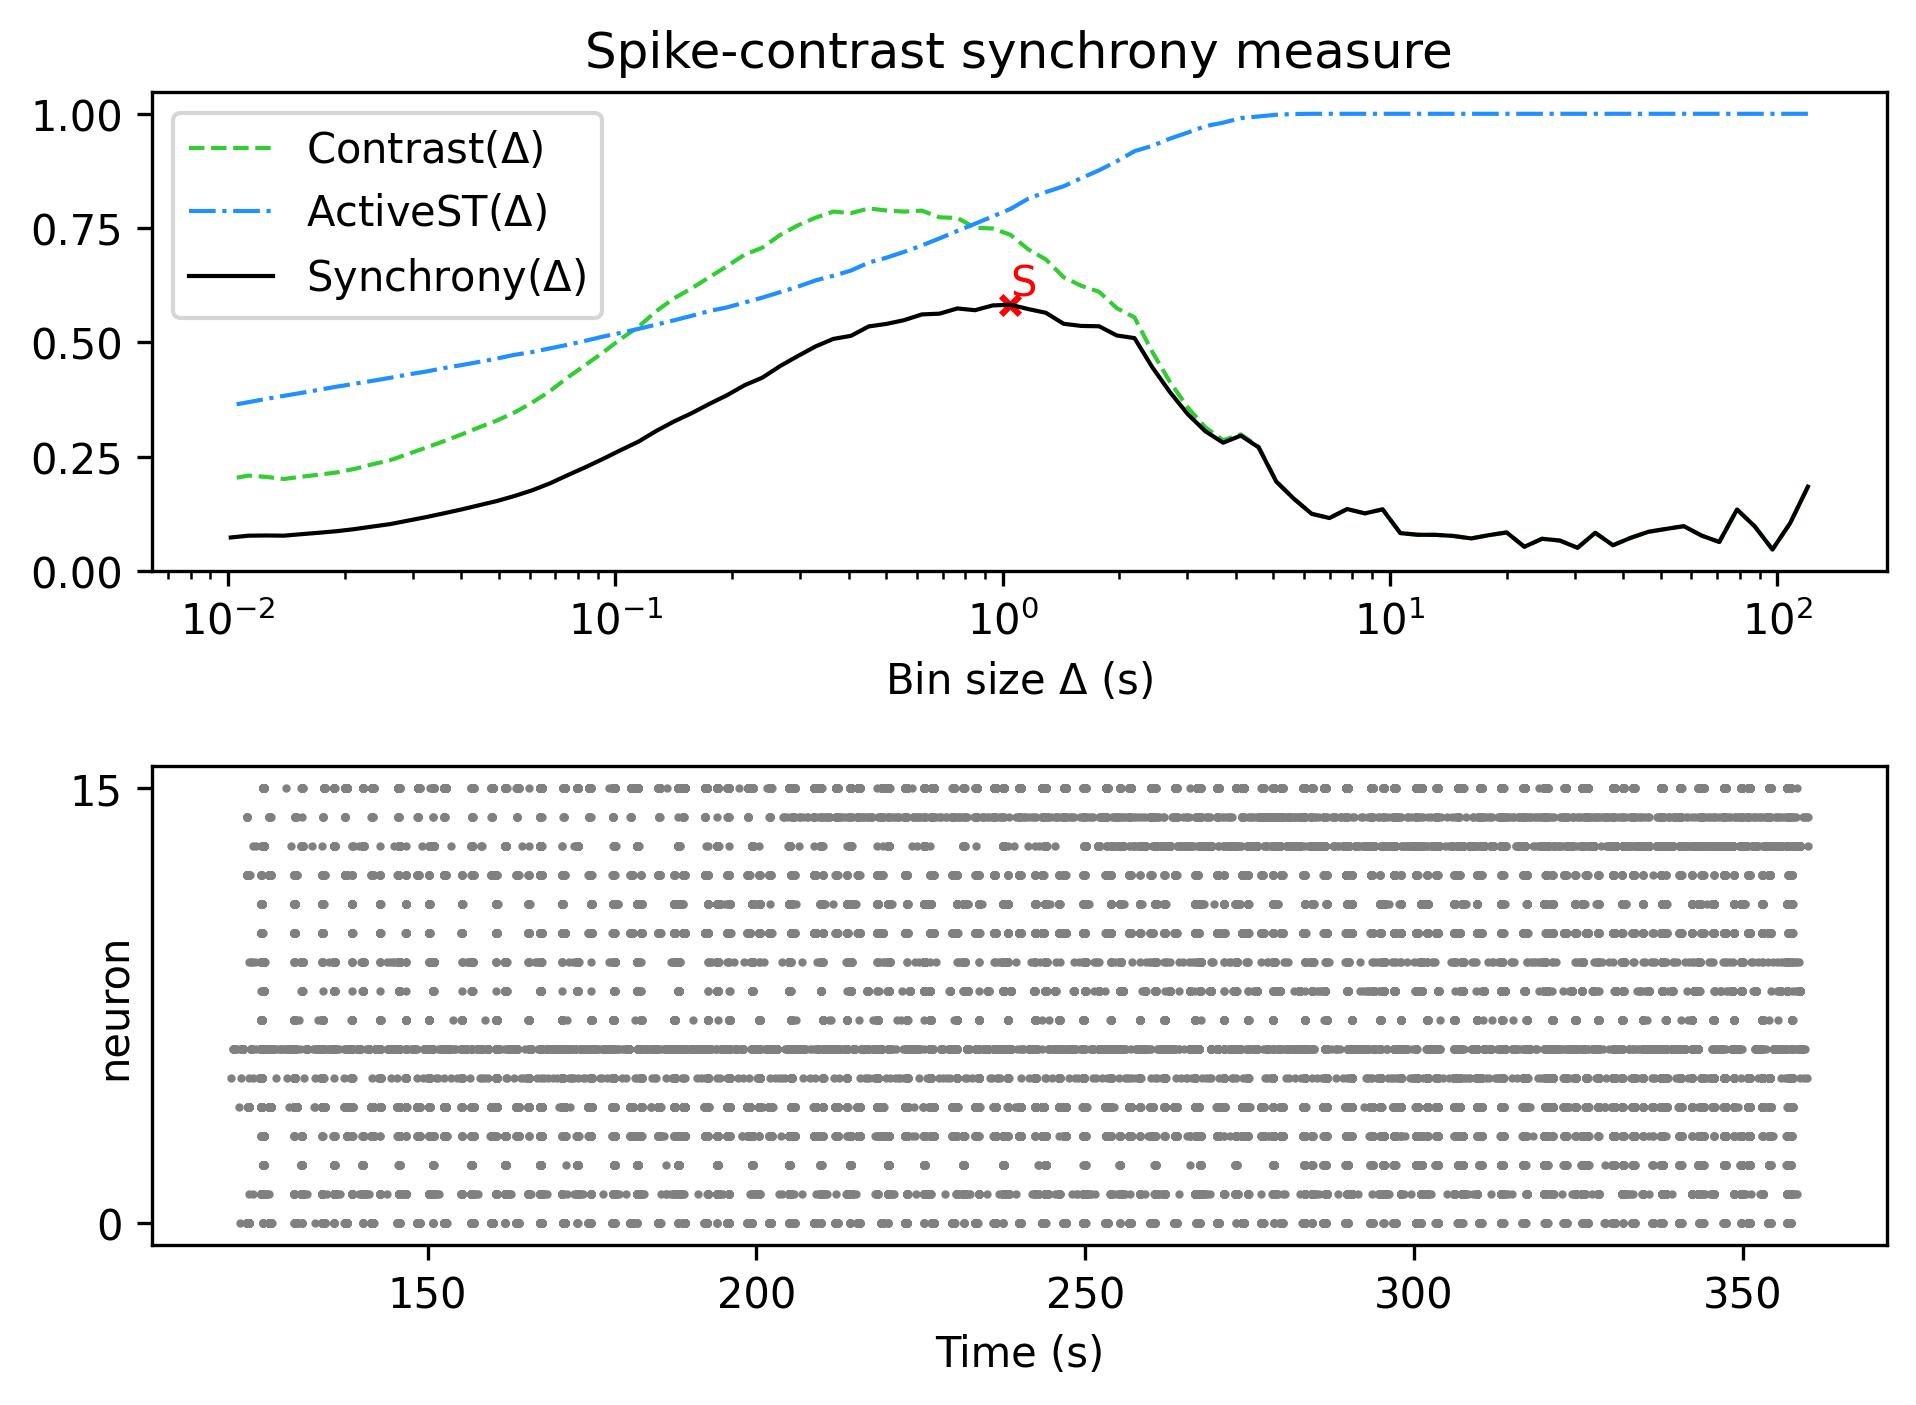 Spike-contrast synchrony measure
1.00
0.75
0.50
0.25
0.00
Contrast(Δ)
ActiveST(Δ)
Synchrony(Δ)
S
10⁻² 10⁻¹ 10⁰ 10¹ 10²
Bin size Δ (s)
15
0
neuron
150 200 250 300 350
Time (s)